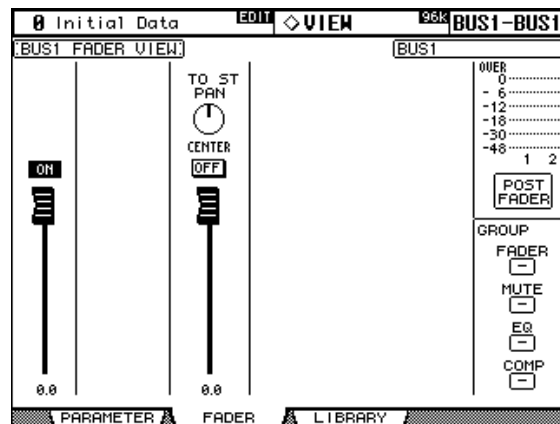 0 Initial Data EDIT ◇VIEW 96k BUS1-BUS1
BUS1 FADER VIEW
BUS1
TO ST
PAN
CENTER
ON
OFF
0.0
0.0
OVER
0
- 6
-12
-18
-30
-48
1 2
POST
FADER
GROUP
FADER
-
MUTE
-
EQ
-
COMP
-
PARAMETER
FADER
LIBRARY